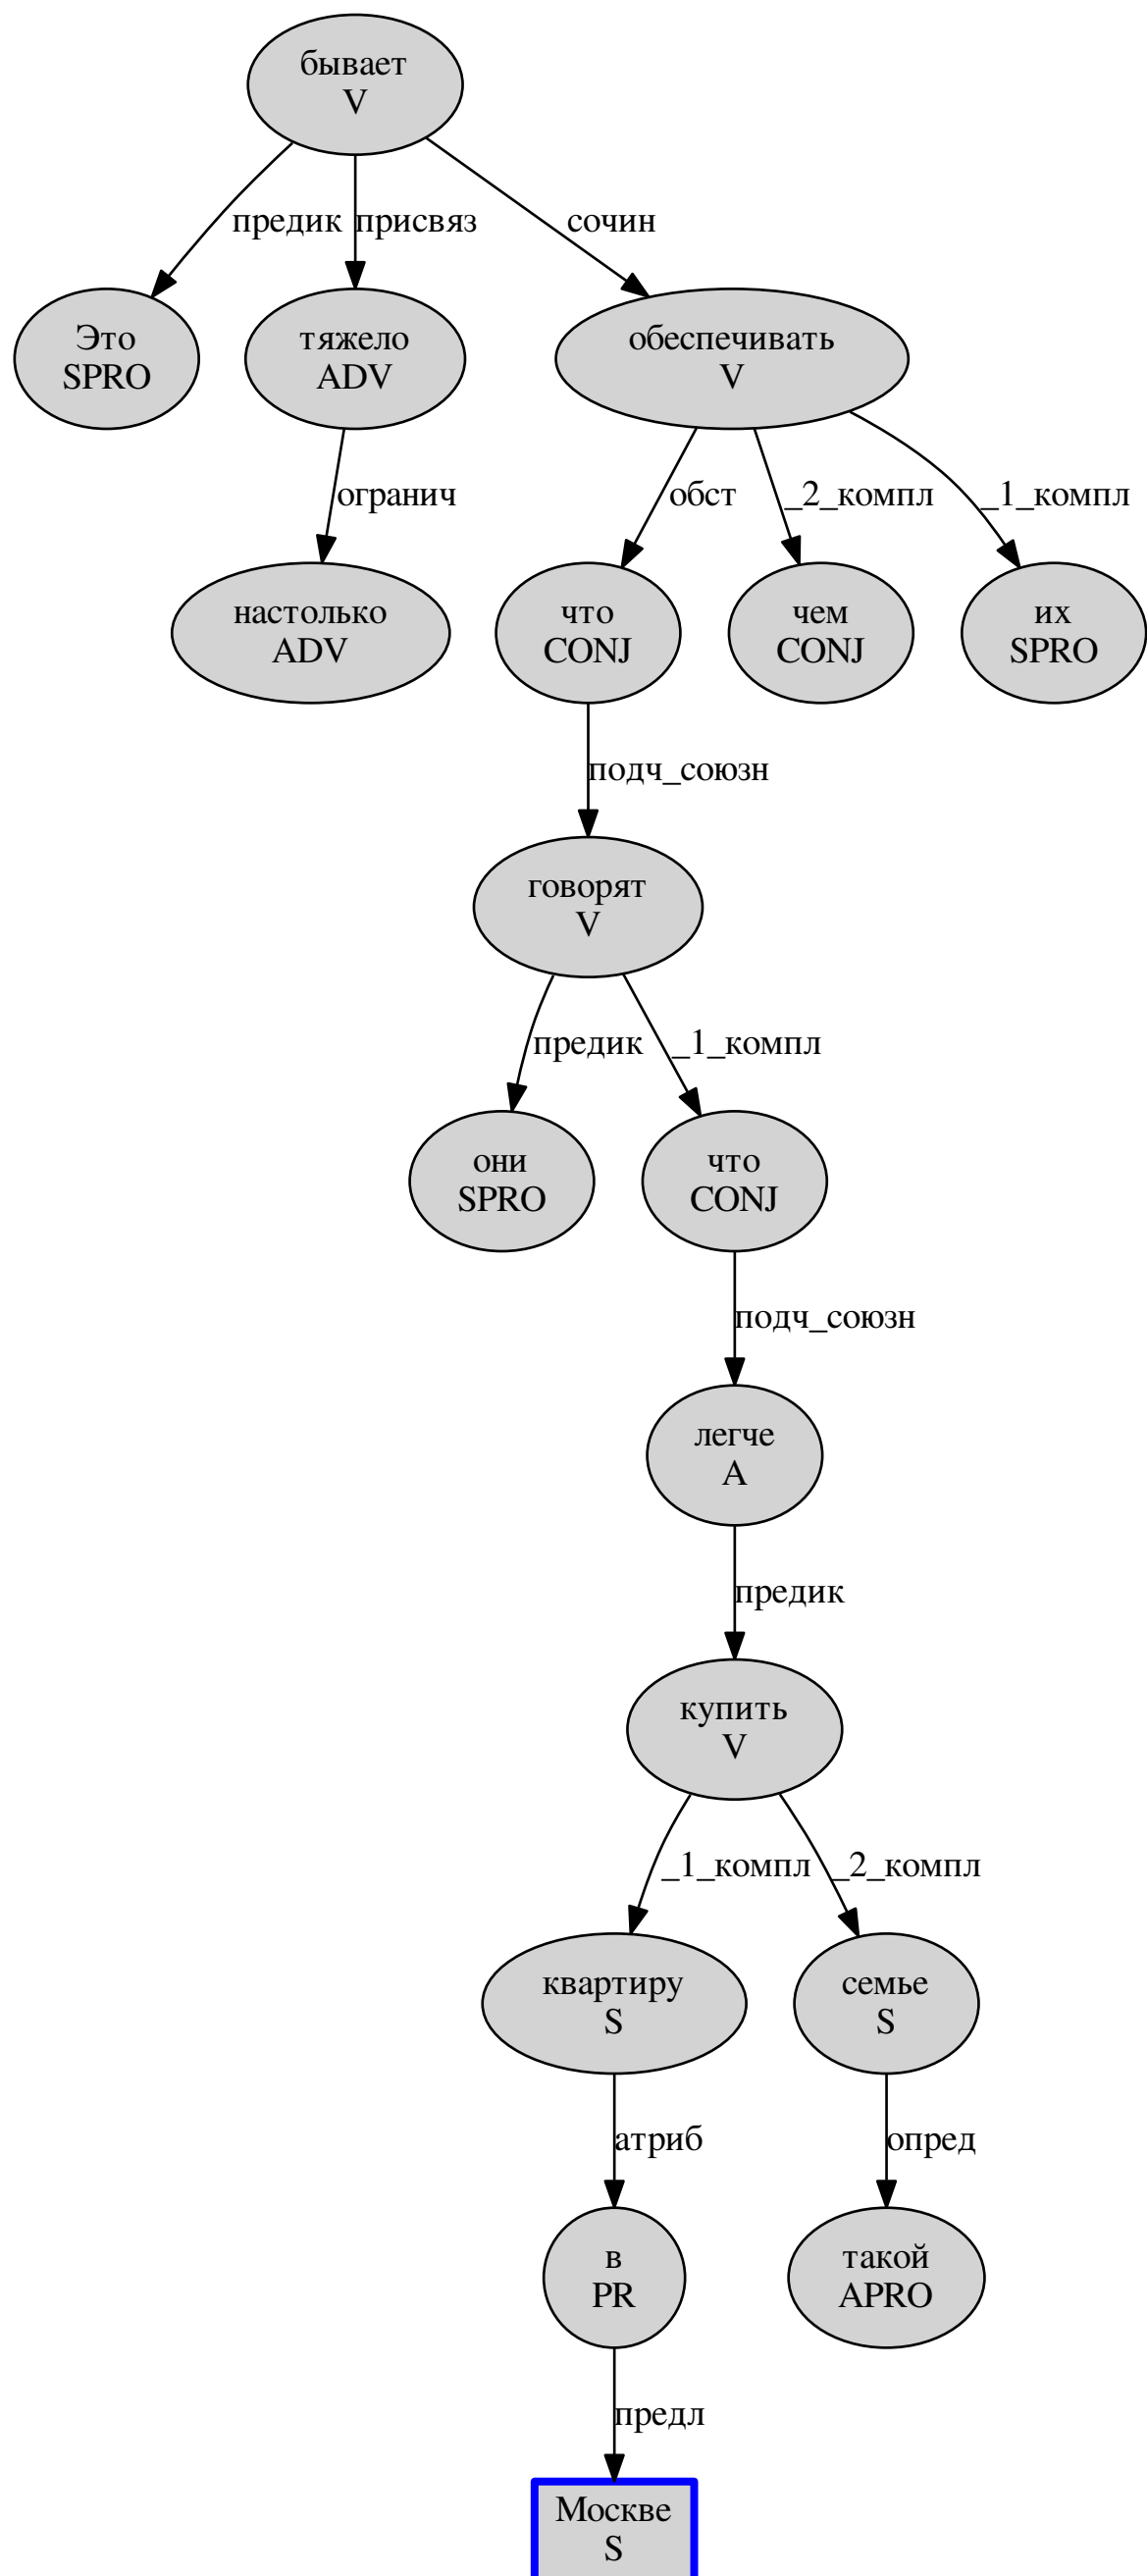 бывает
V
предик присвяз сочин
Это
SPRO
тяжело
ADV
обеспечивать
V
огранич обст _2_компл _1_компл
настолько
ADV
что
CONJ
чем
CONJ
их
SPRO
подч_союзн
говорят
V
предик _1_компл
они
SPRO
что
CONJ
подч_союзн
легче
A
предик
купить
V
_1_компл _2_компл
квартиру
S
семье
S
атриб опред
в
PR
такой
APRO
предл
Москве
S